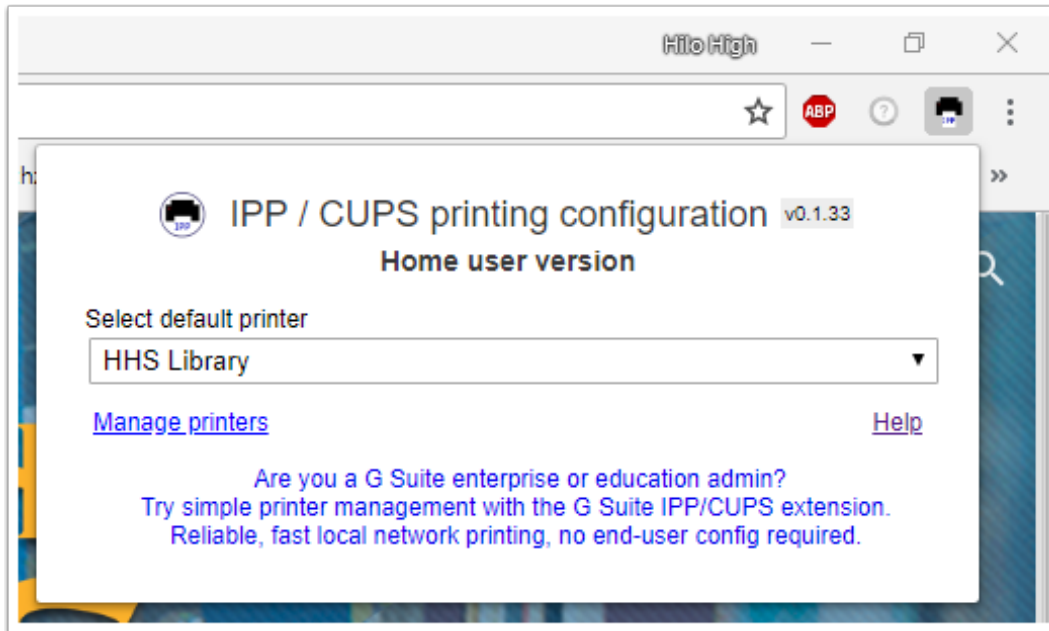 Hilo High
ABP
?
IPP
h
»
IPP
IPP / CUPS printing configuration v0.1.33
Home user version
Select default printer
HHS Library
Manage printers Help
Are you a G Suite enterprise or education admin?
Try simple printer management with the G Suite IPP/CUPS extension.
Reliable, fast local network printing, no end-user config required.